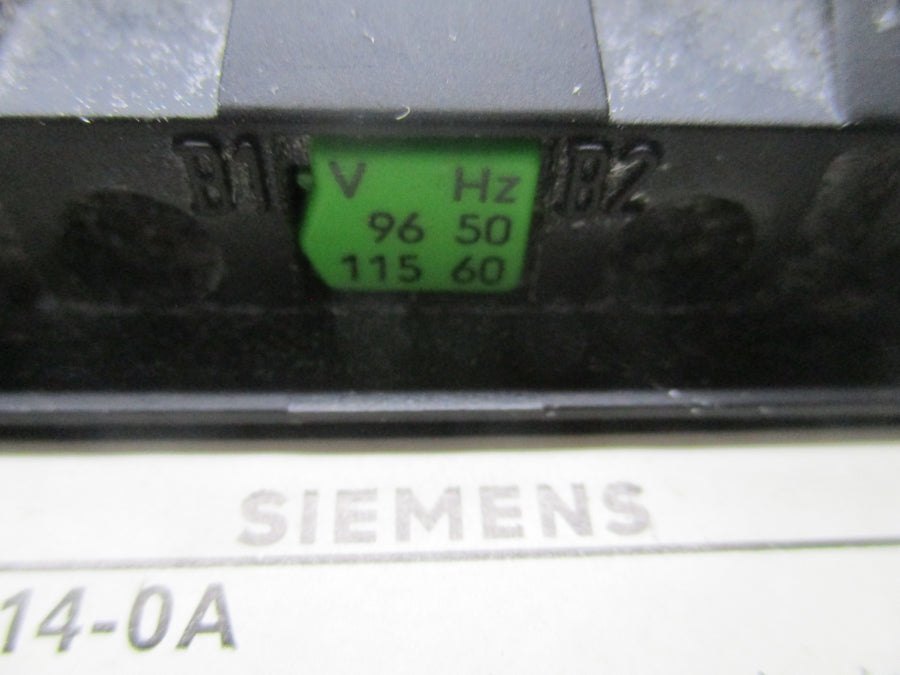 B1 V Hz B2
96 50
115 60
SIEMENS
14-0A